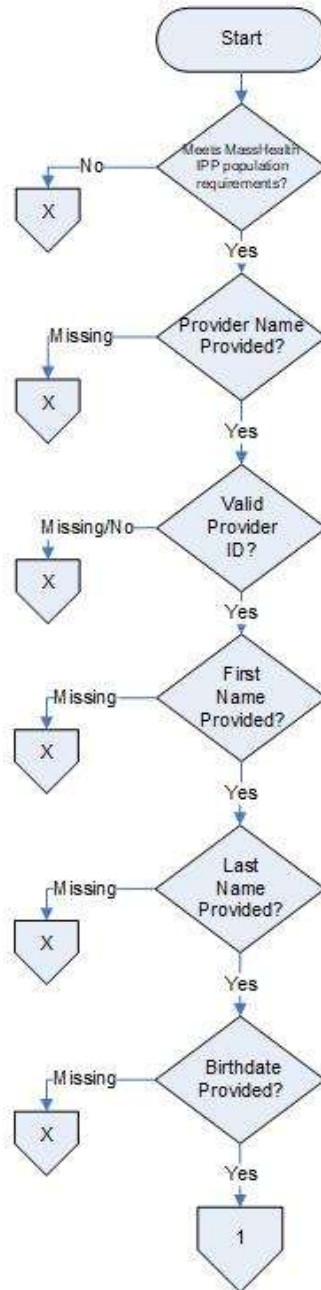 Start
Meets MassHealth
IPP population
requirements?
No
X
Yes
Provider Name
Provided?
Missing
X
Yes
Valid
Provider
ID?
Missing/No
X
Yes
First
Name
Provided?
Missing
X
Yes
Last
Name
Provided?
Missing
X
Yes
Birthdate
Provided?
Missing
X
Yes
1